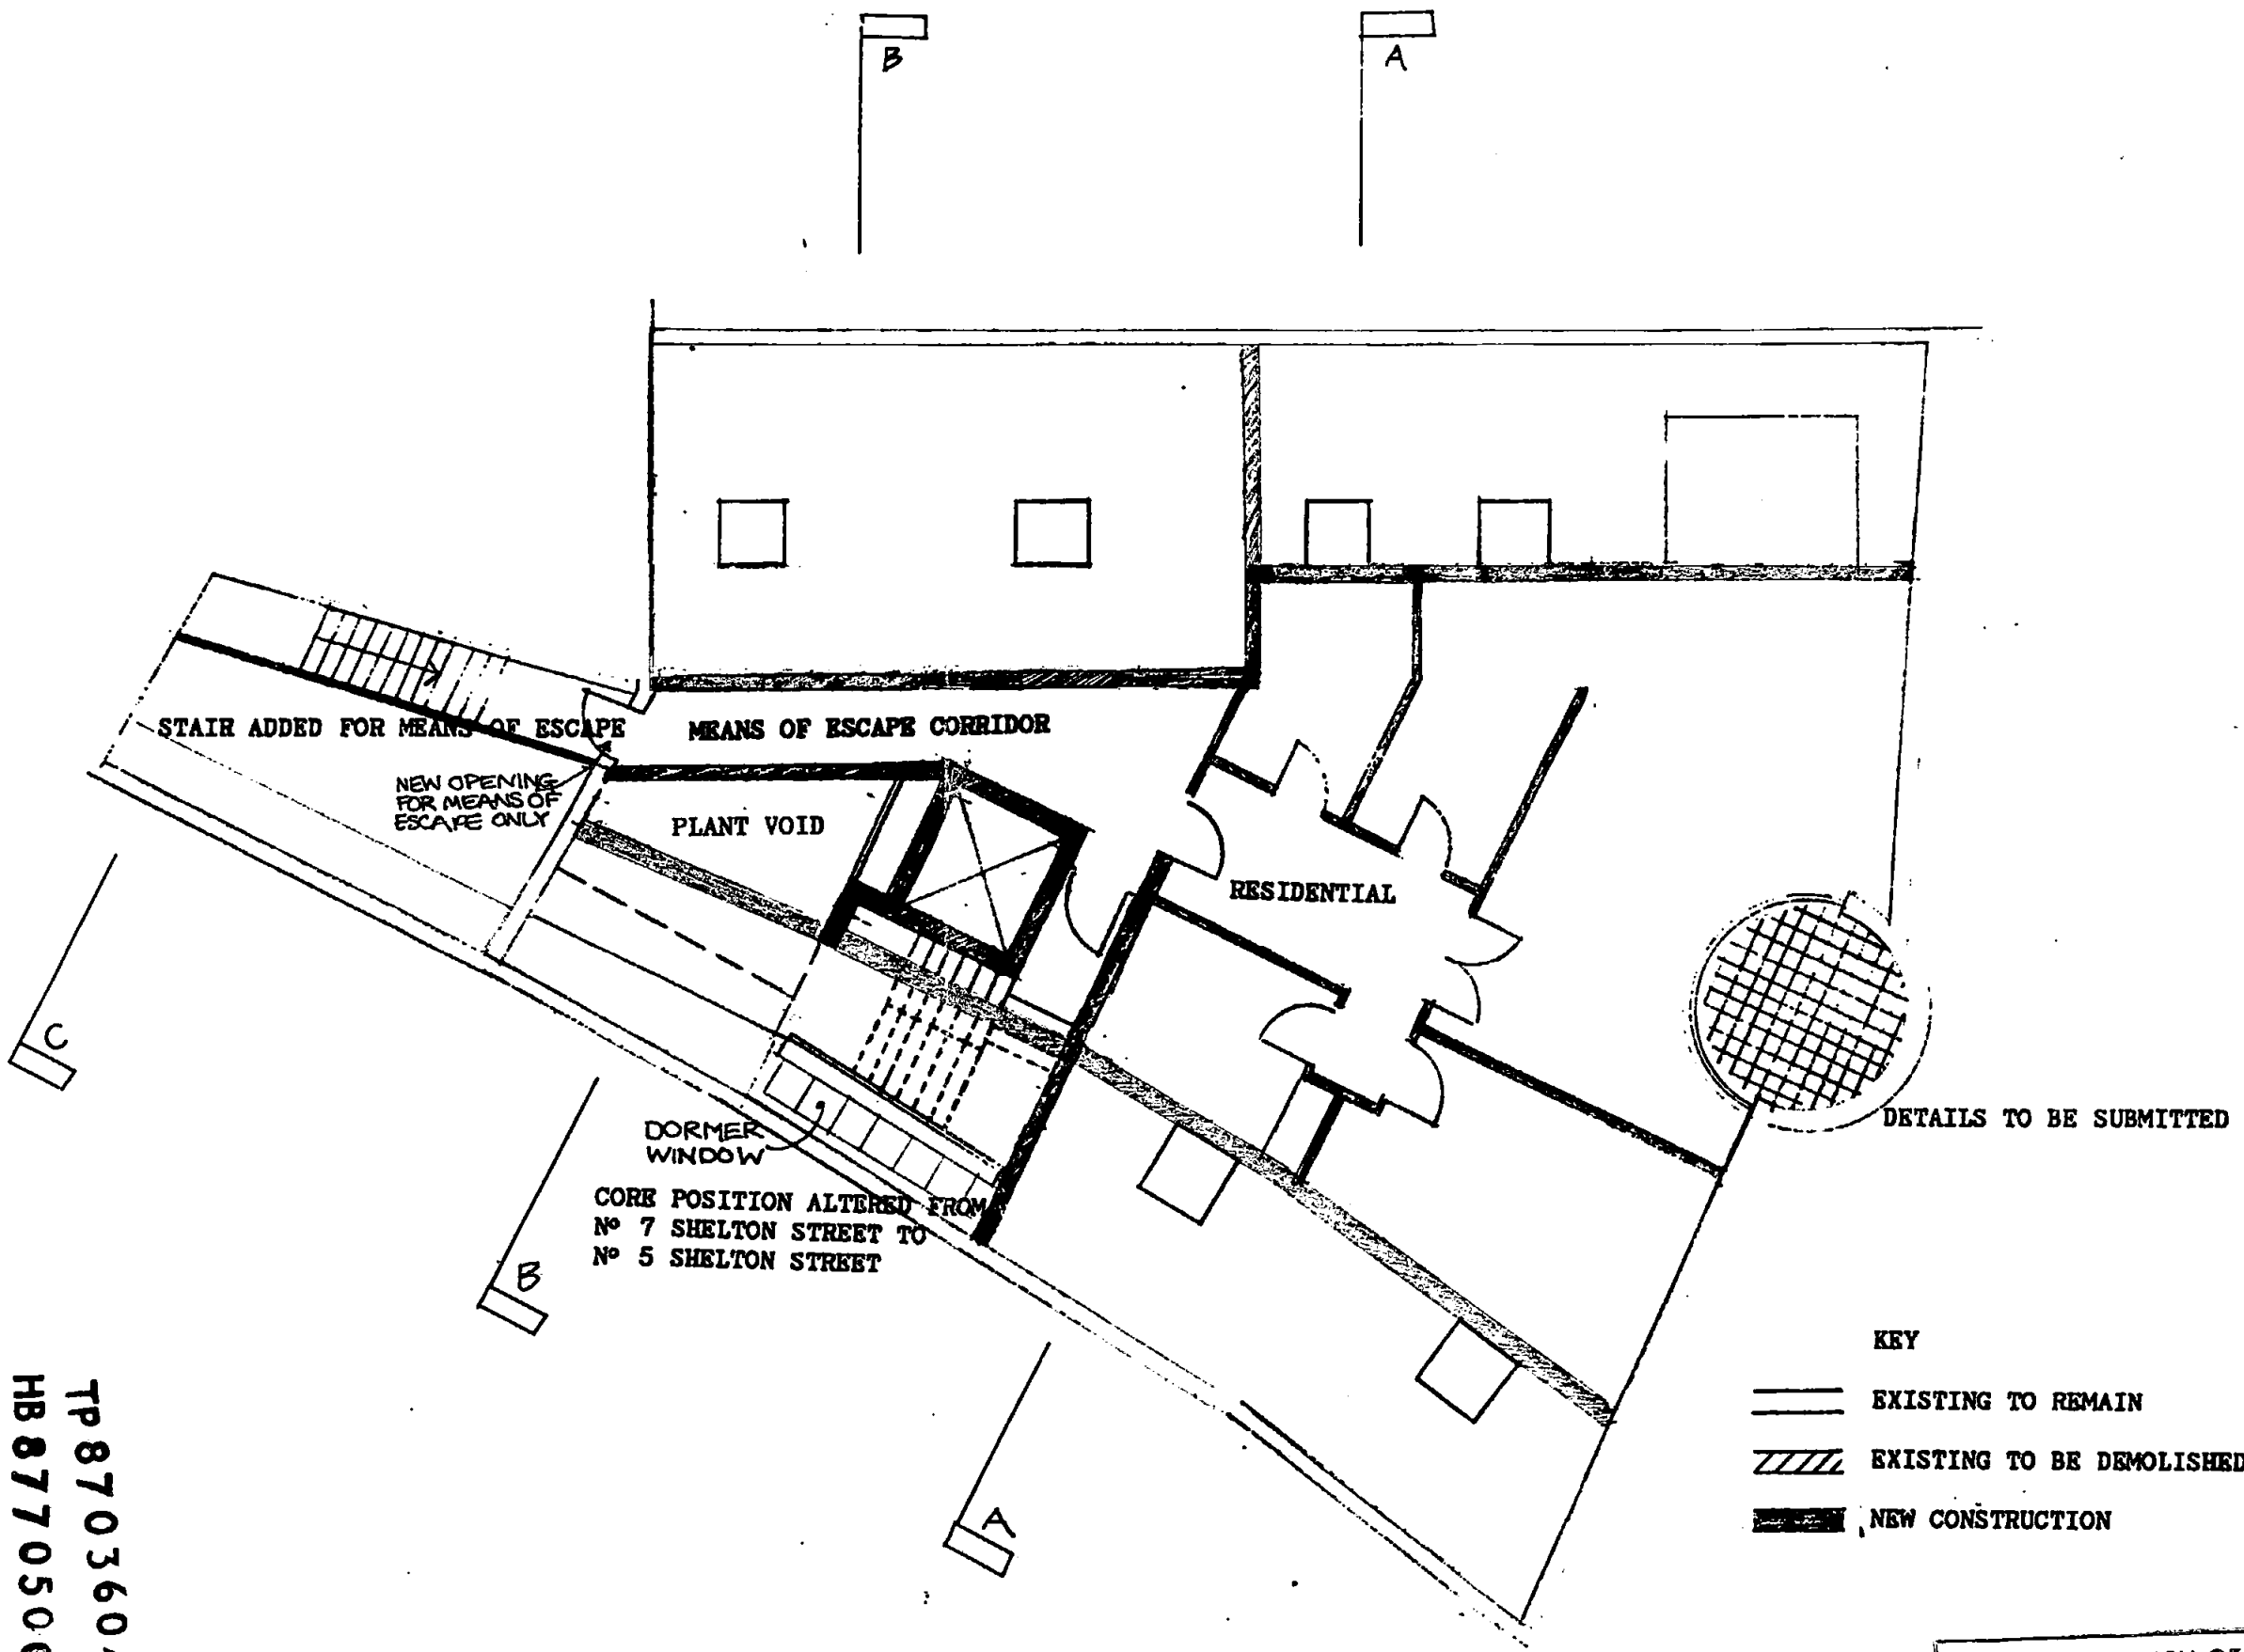 B
A
STAIR ADDED FOR MEANS OF ESCAPE
MEANS OF ESCAPE CORRIDOR
NEW OPENING
FOR MEANS OF
ESCAPE ONLY
PLANT VOID
RESIDENTIAL
C
DETAILS TO BE SUBMITTED
DORMER
WINDOW
CORE POSITION ALTERED FROM
Nº 7 SHELTON STREET TO
Nº 5 SHELTON STREET
B
A
KEY
EXISTING TO REMAIN
EXISTING TO BE DEMOLISHED
NEW CONSTRUCTION
TP870360
HB877050